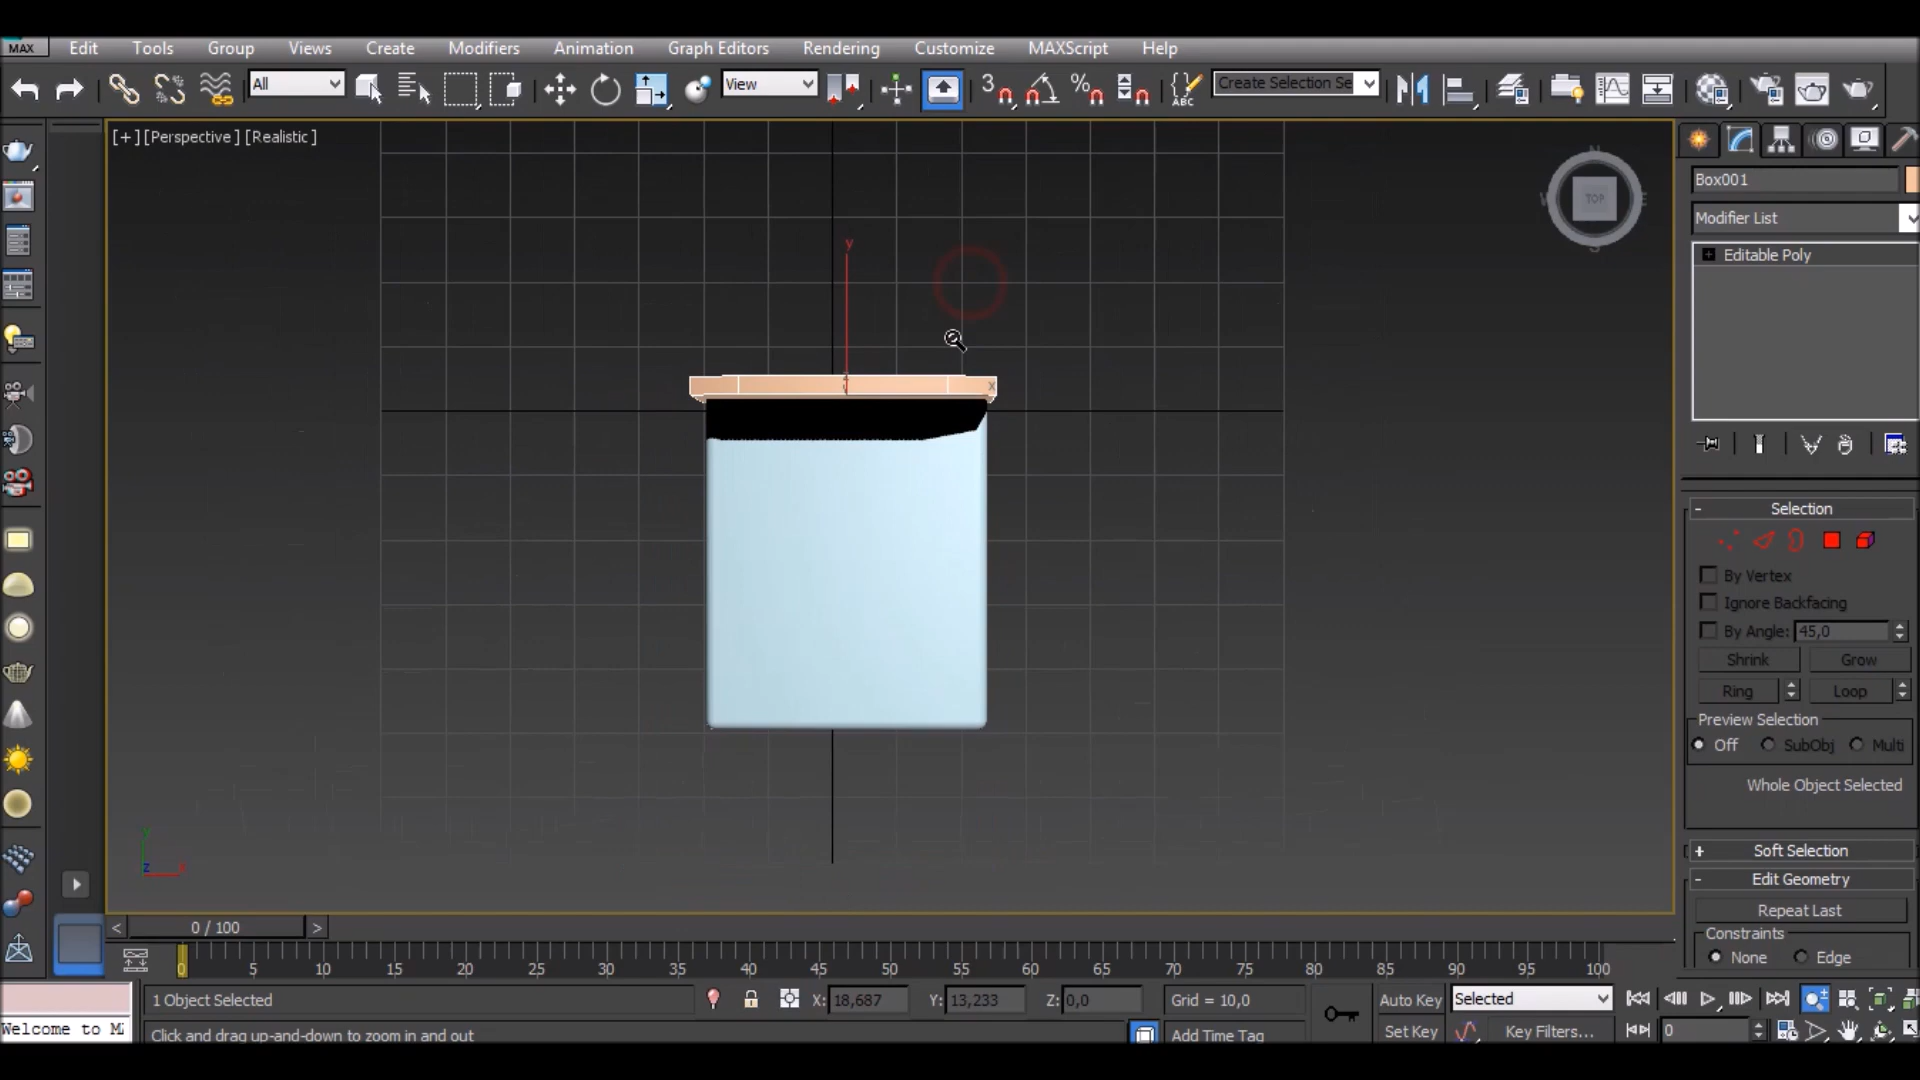 MAX Edit Tools Group Views Create Modifiers Animation Graph Editors Rendering Customize MAXScript Help
All View 3 % ABC Create Selection Se
[+] [Perspective] [Realistic]
N
TOP
W E
S
Box001
Modifier List
Editable Poly
y
x
Selection
By Vertex
Ignore Backfacing
By Angle: 45,0
Shrink Grow
Ring Loop
Preview Selection
Off SubObj Multi
Whole Object Selected
+ Soft Selection
- Edit Geometry
Repeat Last
Constraints
None Edge
y
z x
< 0 / 100 >
0 5 10 15 20 25 30 35 40 45 50 55 60 65 70 75 80 85 90 95 100
1 Object Selected X: 18,687 Y: 13,233 Z: 0,0 Grid = 10,0 Auto Key Selected
Welcome to M Click and drag up-and-down to zoom in and out Add Time Tag Set Key Key Filters... 0